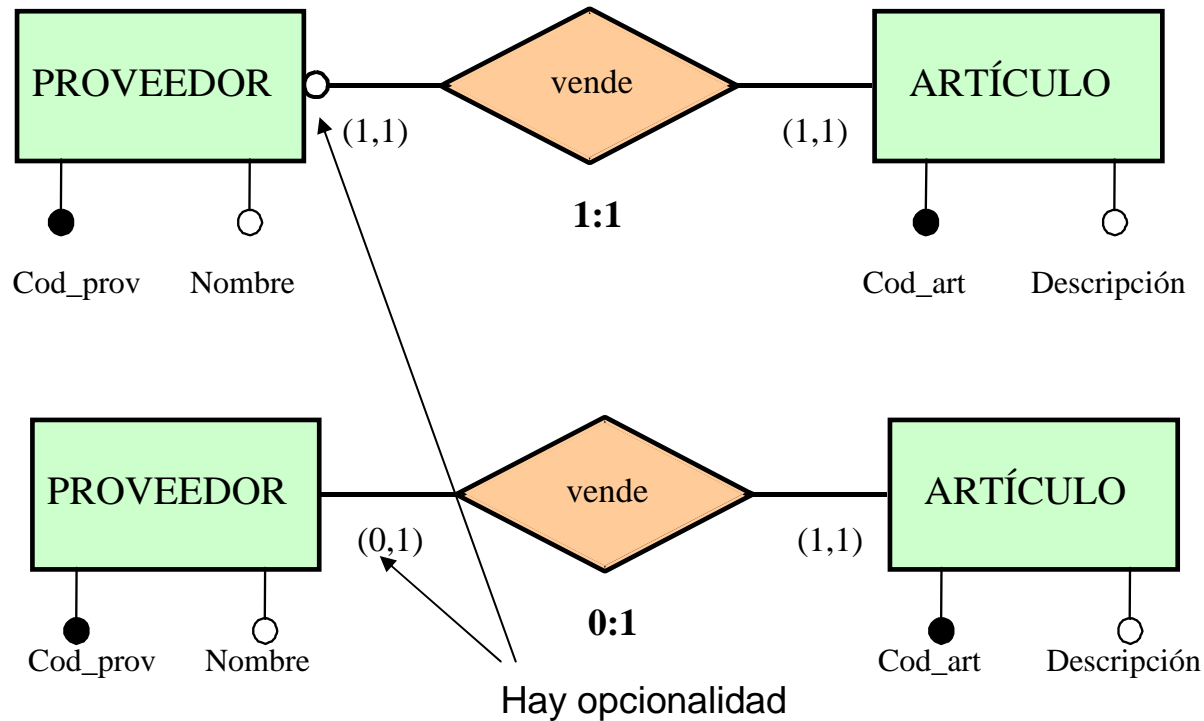 PROVEEDOR
vende
ARTÍCULO
(1,1)
(1,1)
1:1
Cod_prov
Nombre
Cod_art
Descripción
PROVEEDOR
vende
ARTÍCULO
(0,1)
(1,1)
0:1
Cod_prov
Nombre
Cod_art
Descripción
Hay opcionalidad